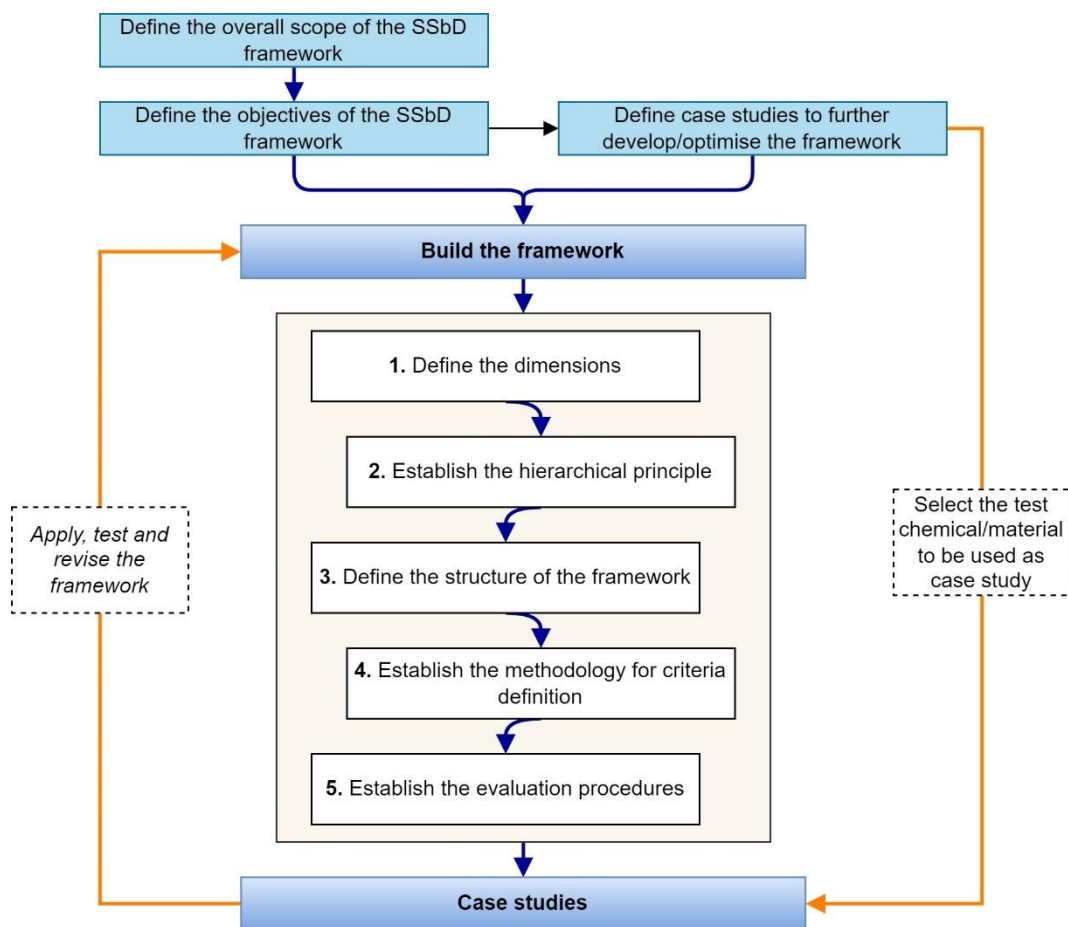 Define the overall scope of the SSbD
framework
Define the objectives of the SSbD
framework
Define case studies to further
develop/optimise the framework
Build the framework
1. Define the dimensions
2. Establish the hierarchical principle
3. Define the structure of the framework
4. Establish the methodology for criteria
definition
5. Establish the evaluation procedures
Apply, test and
revise the
framework
Select the test
chemical/material
to be used as
case study
Case studies